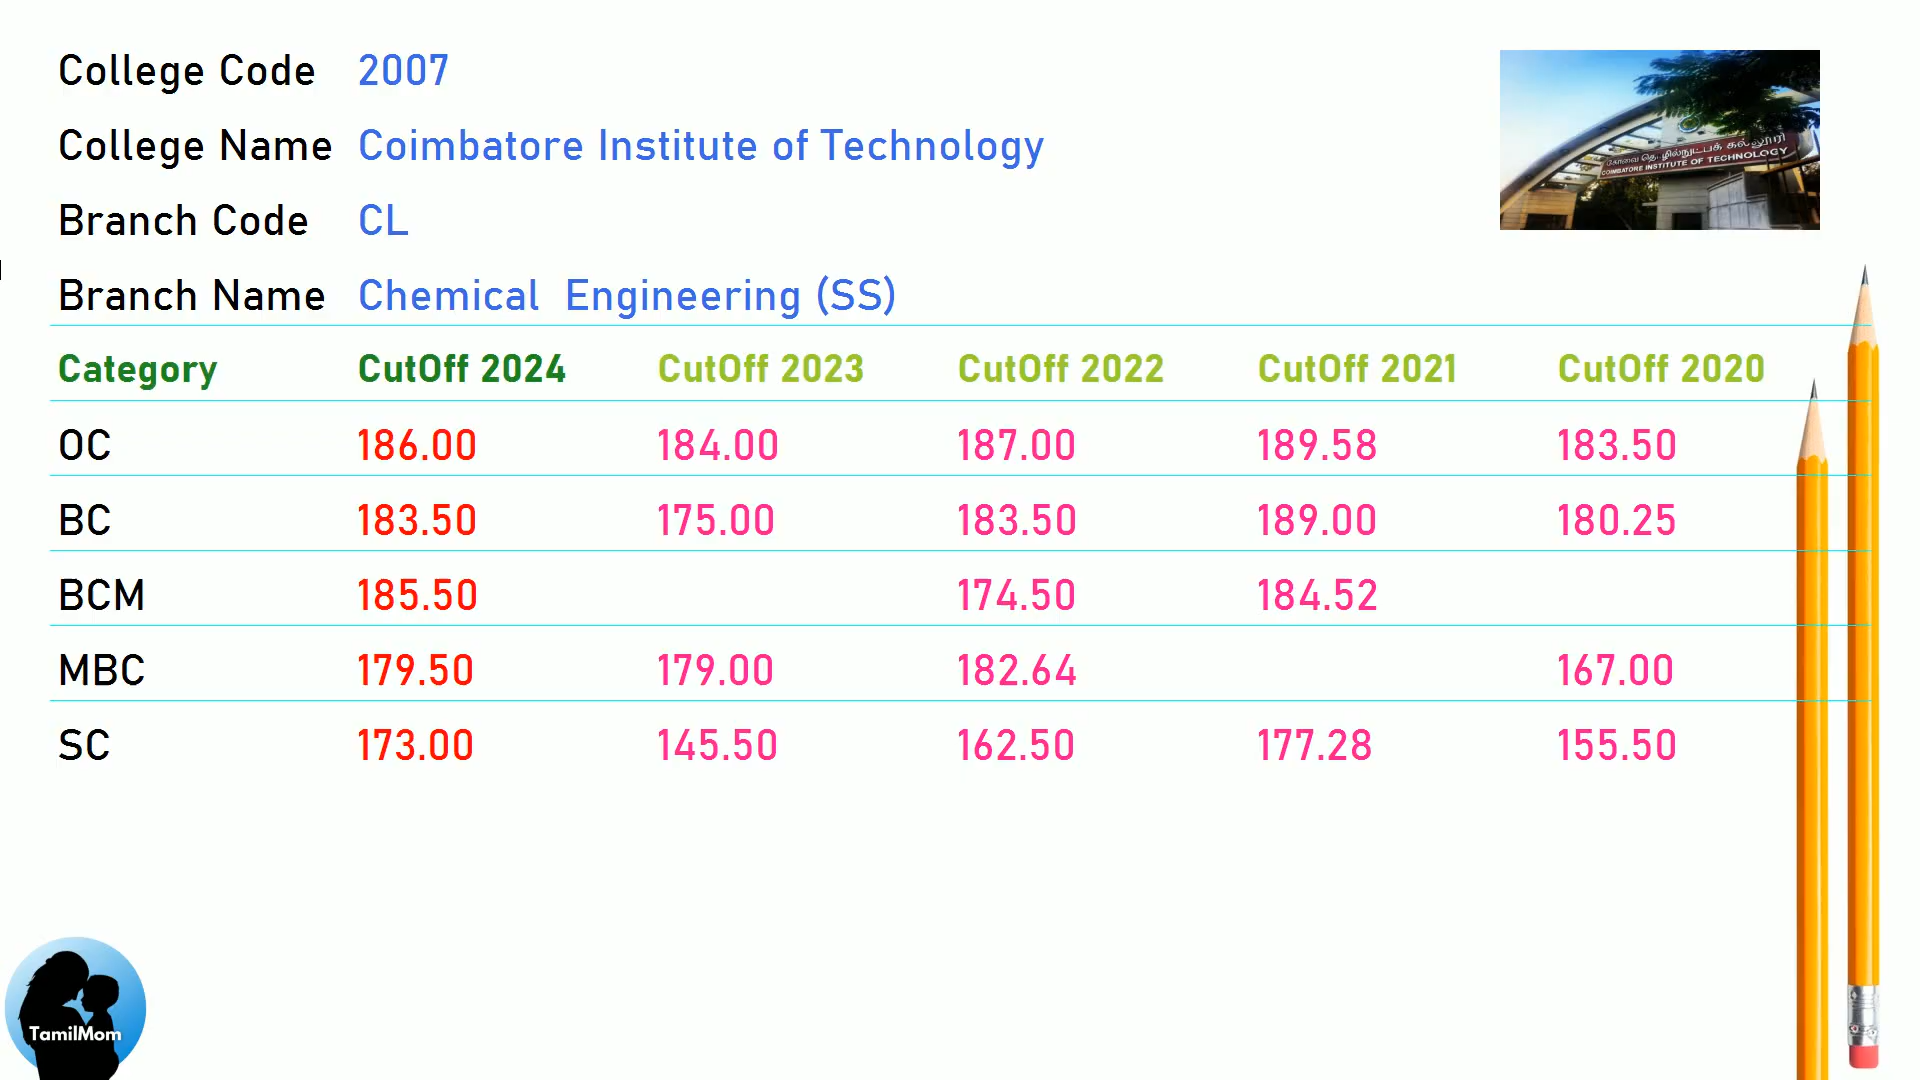 College Code 2007
College Name Coimbatore Institute of Technology
Branch Code CL
Branch Name Chemical Engineering (SS)
கோவை தொழில்நுட்பக் கல்லூரி
COIMBATORE INSTITUTE OF TECHNOLOGY
Category CutOff 2024 CutOff 2023 CutOff 2022 CutOff 2021 CutOff 2020
OC 186.00 184.00 187.00 189.58 183.50
BC 183.50 175.00 183.50 189.00 180.25
BCM 185.50 174.50 184.52
MBC 179.50 179.00 182.64 167.00
SC 173.00 145.50 162.50 177.28 155.50
TamilMom